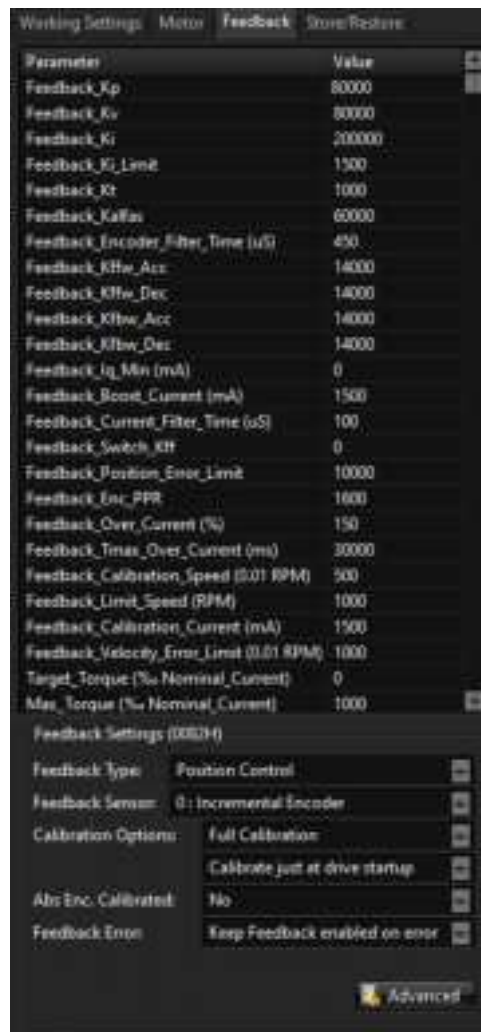 Working Settings Motor Feedback Store/Restore
Parameter Value
Feedback_Kp 80000
Feedback_Kv 80000
Feedback_Ki 200000
Feedback_Ki_Limit 1500
Feedback_Kt 1000
Feedback_Kalfas 60000
Feedback_Encoder_Filter_Time (uS) 450
Feedback_Kffw_Acc 14000
Feedback_Kffw_Dec 14000
Feedback_Kfbw_Acc 14000
Feedback_Kfbw_Dec 14000
Feedback_Iq_Min (mA) 0
Feedback_Boost_Current (mA) 1500
Feedback_Current_Filter_Time (uS) 100
Feedback_Switch_Kff 0
Feedback_Position_Error_Limit 10000
Feedback_Enc_PPR 1600
Feedback_Over_Current (%) 150
Feedback_Tmax_Over_Current (ms) 30000
Feedback_Calibration_Speed (0.01 RPM) 500
Feedback_Limit_Speed (RPM) 1000
Feedback_Calibration_Current (mA) 1500
Feedback_Velocity_Error_Limit (0.01 RPM) 1000
Target_Torque (‰ Nominal_Current) 0
Max_Torque (‰ Nominal_Current) 1000
Feedback Settings (0082H)
Feedback Type: Position Control
Feedback Sensor: 0 : Incremental Encoder
Calibration Options: Full Calibration
Calibrate just at drive startup
Abs Enc. Calibrated: No
Feedback Error: Keep Feedback enabled on error
Advanced